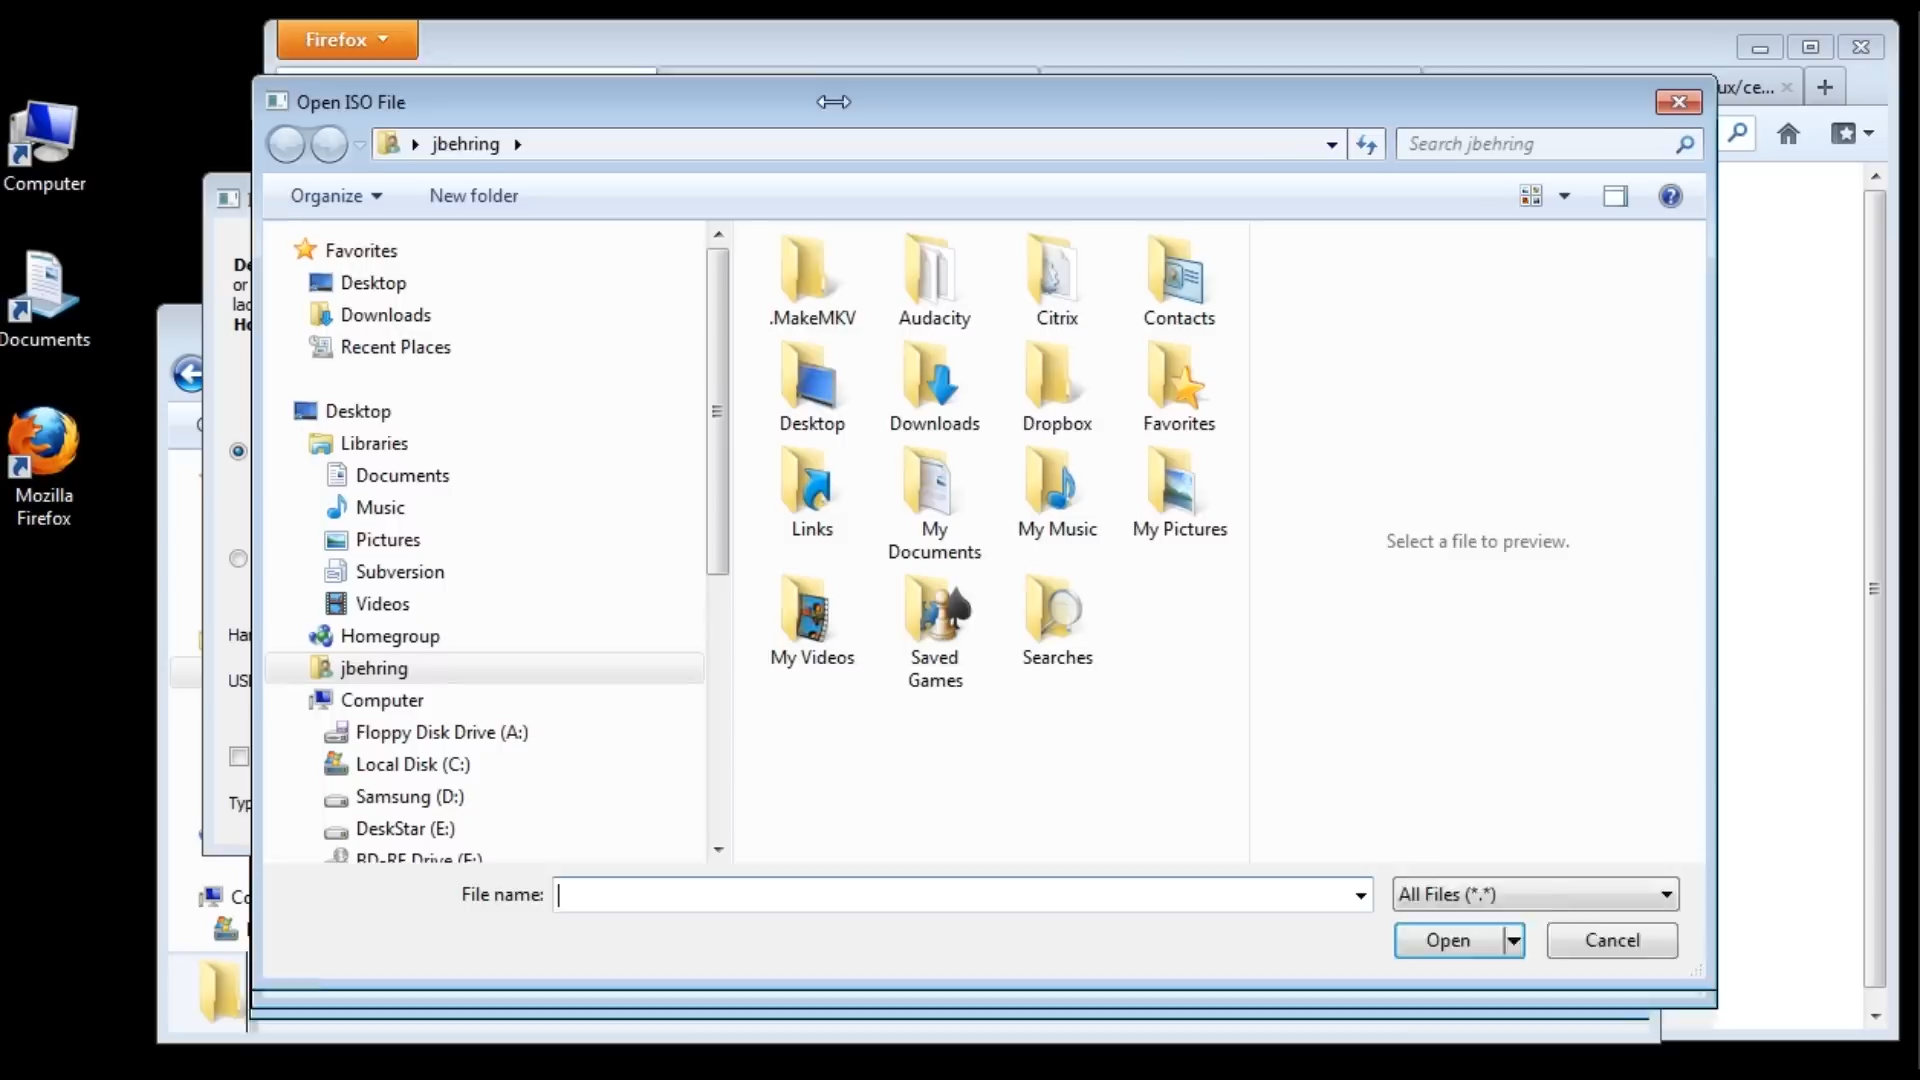 Firefox
Open ISO File
ux/ce...
jbehring
Search jbehring
Organize
New folder
Computer
Documents
Mozilla
Firefox
De
or
lac
Ho
Har
USB
Typ
Favorites
Desktop
Downloads
Recent Places
Desktop
Libraries
Documents
Music
Pictures
Subversion
Videos
Homegroup
jbehring
Computer
Floppy Disk Drive (A:)
Local Disk (C:)
Samsung (D:)
DeskStar (E:)
BD-RE Drive (F:)
.MakeMKV
Audacity
Citrix
Contacts
Desktop
Downloads
Dropbox
Favorites
Links
My
Documents
My Music
My Pictures
My Videos
Saved
Games
Searches
Select a file to preview.
Co
File name:
All Files (*.*)
Open
Cancel